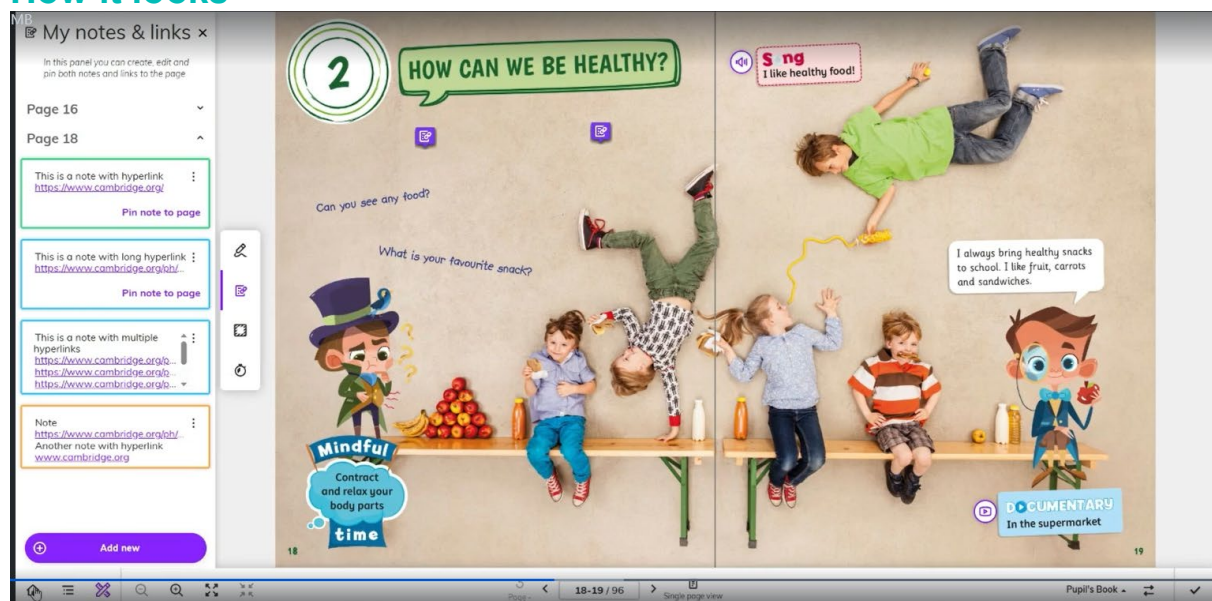 MB
My notes & links ×
In this panel you can create, edit and
pin both notes and links to the page
Page 16
Page 18
This is a note with hyperlink
https://www.cambridge.org/
Pin note to page
This is a note with long hyperlink
https://www.cambridge.org/ph/...
Pin note to page
This is a note with multiple
hyperlinks
https://www.cambridge.org/p...
https://www.cambridge.org/p...
https://www.cambridge.org/p...
Note
https://www.cambridge.org/ph/...
Another note with hyperlink
www.cambridge.org
Add new
2
HOW CAN WE BE HEALTHY?
Song
I like healthy food!
Can you see any food?
What is your favourite snack?
I always bring healthy snacks
to school. I like fruit, carrots
and sandwiches.
Mindful
Contract
and relax your
body parts
time
DOCUMENTARY
In the supermarket
18
19
Page -
18-19 / 96
Single page view
Pupil's Book